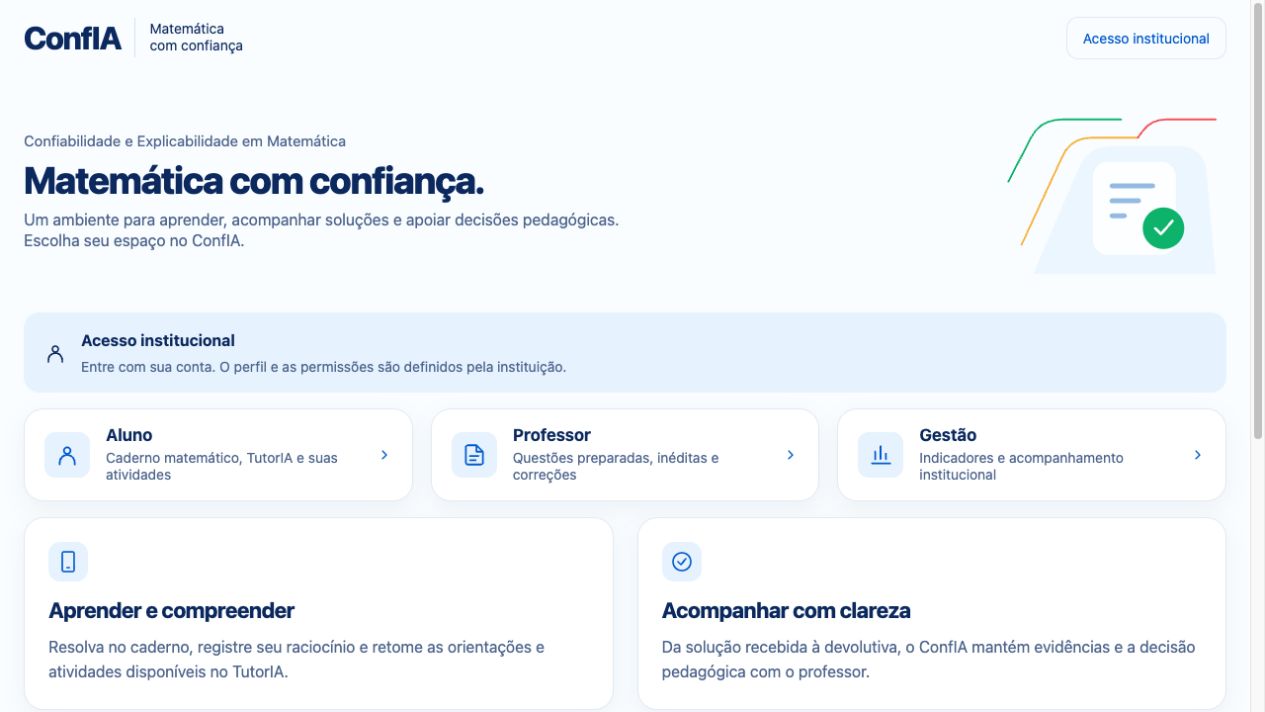 ConfIA
Matemática
com confiança
Acesso institucional
Confiabilidade e Explicabilidade em Matemática
Matemática com confiança.
Um ambiente para aprender, acompanhar soluções e apoiar decisões pedagógicas.
Escolha seu espaço no ConfIA.
Acesso institucional
Entre com sua conta. O perfil e as permissões são definidos pela instituição.
Aluno
Caderno matemático, TutorIA e suas
atividades
Professor
Questões preparadas, inéditas e
correções
Gestão
Indicadores e acompanhamento
institucional
Aprender e compreender
Resolva no caderno, registre seu raciocínio e retome as orientações e
atividades disponíveis no TutorIA.
Acompanhar com clareza
Da solução recebida à devolutiva, o ConfIA mantém evidências e a decisão
pedagógica com o professor.